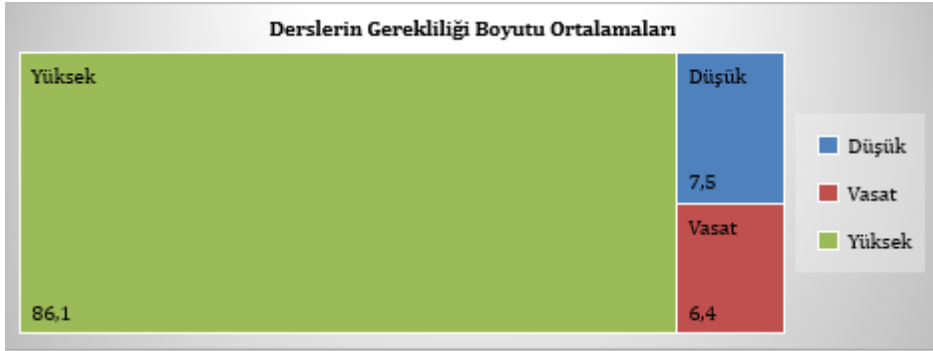 Derslerin Gerekliliği Boyutu Ortalamaları
Yüksek
86,1
Düşük
7,5
Vasat
6,4
Düşük
Vasat
Yüksek